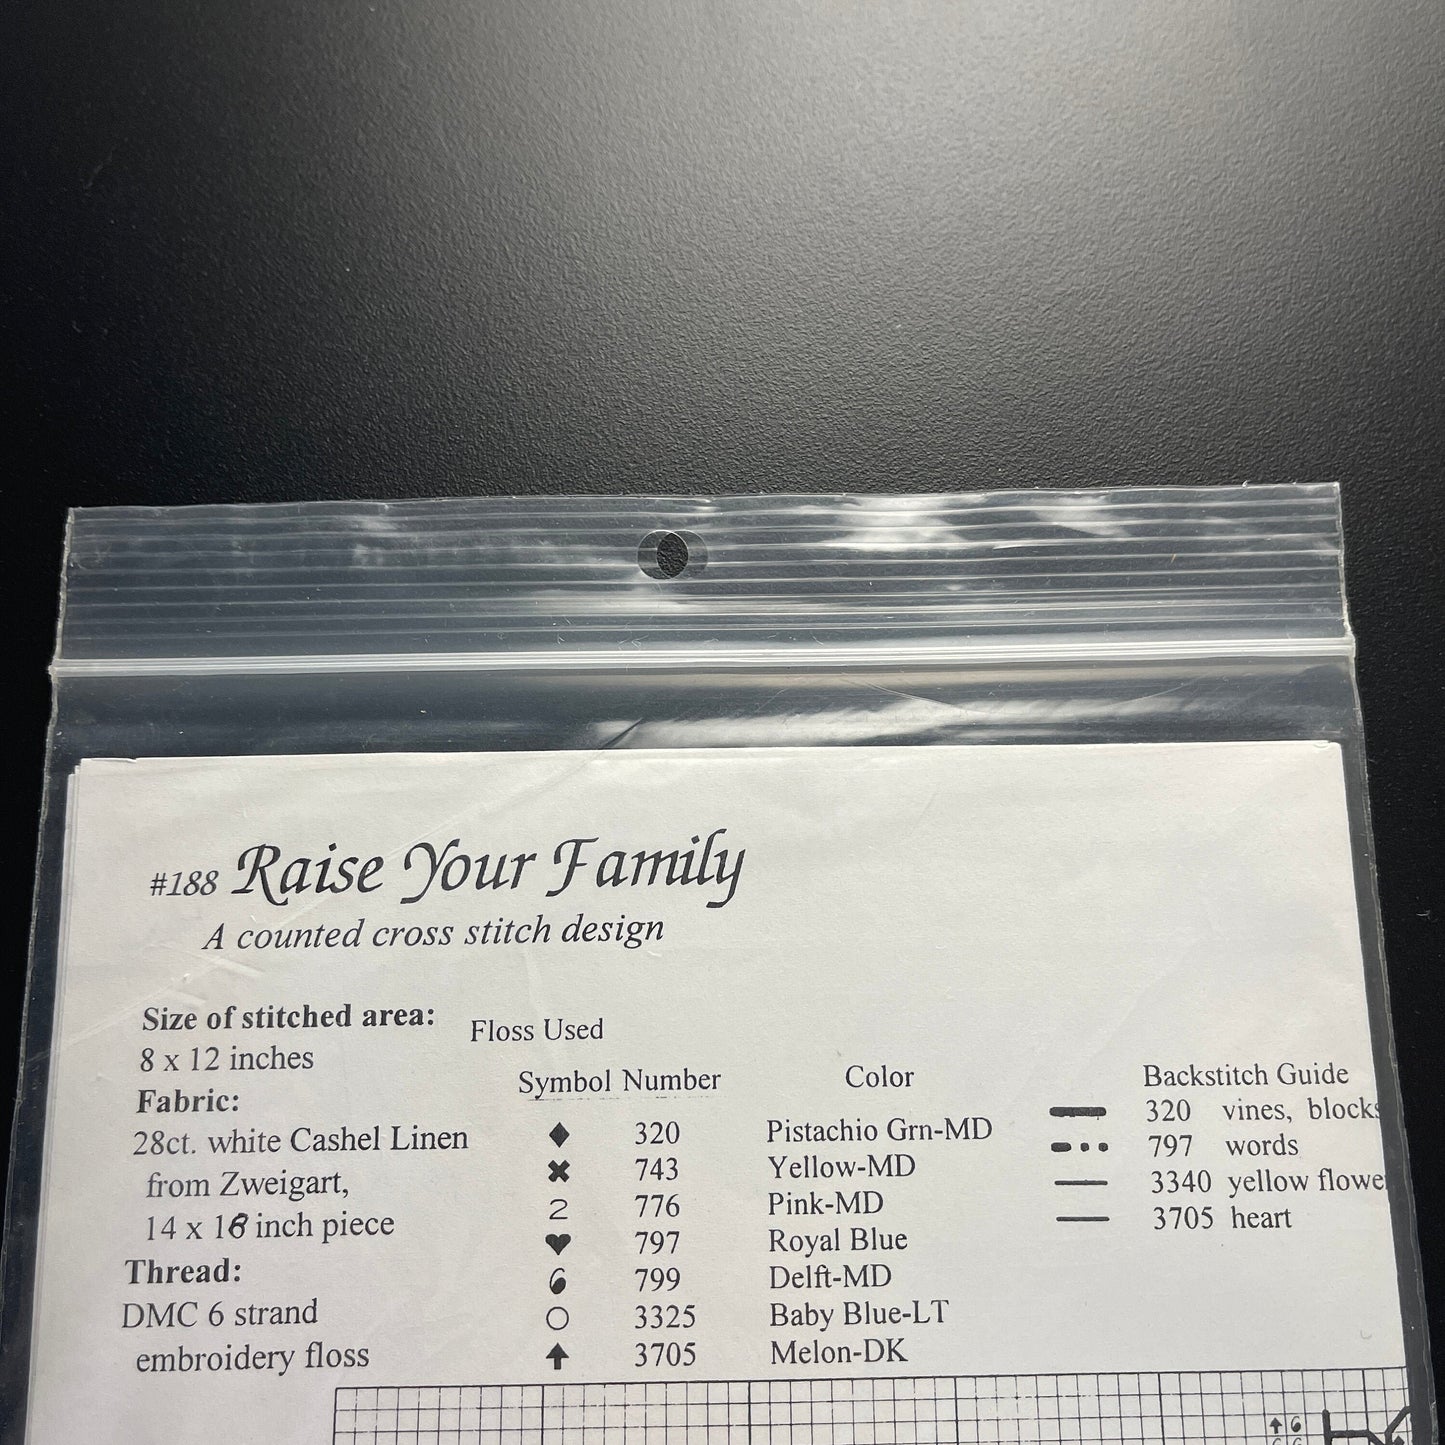 #188 Raise Your Family
A counted cross stitch design
Size of stitched area:
8 x 12 inches
Fabric:
28ct. white Cashel Linen
from Zweigart,
14 x 18 inch piece
Thread:
DMC 6 strand
embroidery floss
Floss Used
Symbol Number Color
♦ 320 Pistachio Grn-MD
✖ 743 Yellow-MD
2 776 Pink-MD
♥ 797 Royal Blue
6 799 Delft-MD
○ 3325 Baby Blue-LT
↑ 3705 Melon-DK
Backstitch Guide
320 vines, blocks
797 words
3340 yellow flower
3705 heart